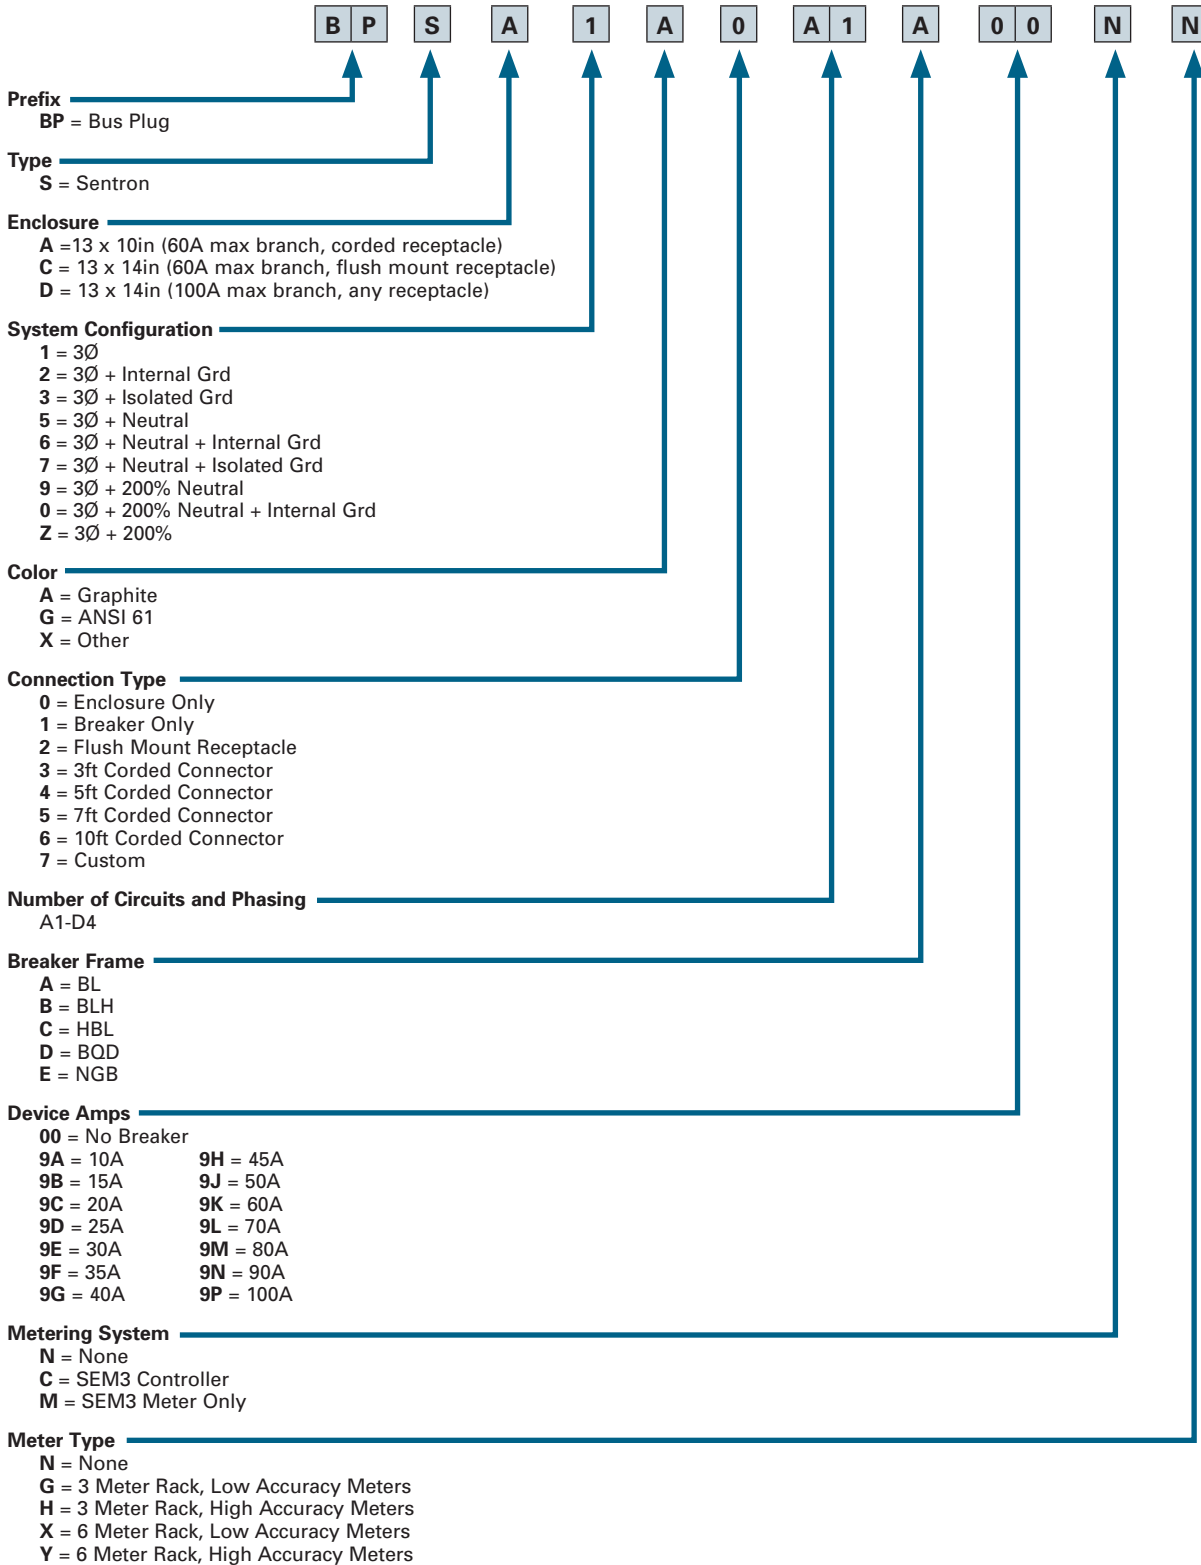 B P S A 1 A 0 A 1 A 0 0 N N
Prefix
BP = Bus Plug
Type
S = Sentron
Enclosure
A =13 x 10in (60A max branch, corded receptacle)
C = 13 x 14in (60A max branch, flush mount receptacle)
D = 13 x 14in (100A max branch, any receptacle)
System Configuration
1 = 3Ø
2 = 3Ø + Internal Grd
3 = 3Ø + Isolated Grd
5 = 3Ø + Neutral
6 = 3Ø + Neutral + Internal Grd
7 = 3Ø + Neutral + Isolated Grd
9 = 3Ø + 200% Neutral
0 = 3Ø + 200% Neutral + Internal Grd
Z = 3Ø + 200%
Color
A = Graphite
G = ANSI 61
X = Other
Connection Type
0 = Enclosure Only
1 = Breaker Only
2 = Flush Mount Receptacle
3 = 3ft Corded Connector
4 = 5ft Corded Connector
5 = 7ft Corded Connector
6 = 10ft Corded Connector
7 = Custom
Number of Circuits and Phasing
A1-D4
Breaker Frame
A = BL
B = BLH
C = HBL
D = BQD
E = NGB
Device Amps
00 = No Breaker
9A = 10A 9H = 45A
9B = 15A 9J = 50A
9C = 20A 9K = 60A
9D = 25A 9L = 70A
9E = 30A 9M = 80A
9F = 35A 9N = 90A
9G = 40A 9P = 100A
Metering System
N = None
C = SEM3 Controller
M = SEM3 Meter Only
Meter Type
N = None
G = 3 Meter Rack, Low Accuracy Meters
H = 3 Meter Rack, High Accuracy Meters
X = 6 Meter Rack, Low Accuracy Meters
Y = 6 Meter Rack, High Accuracy Meters